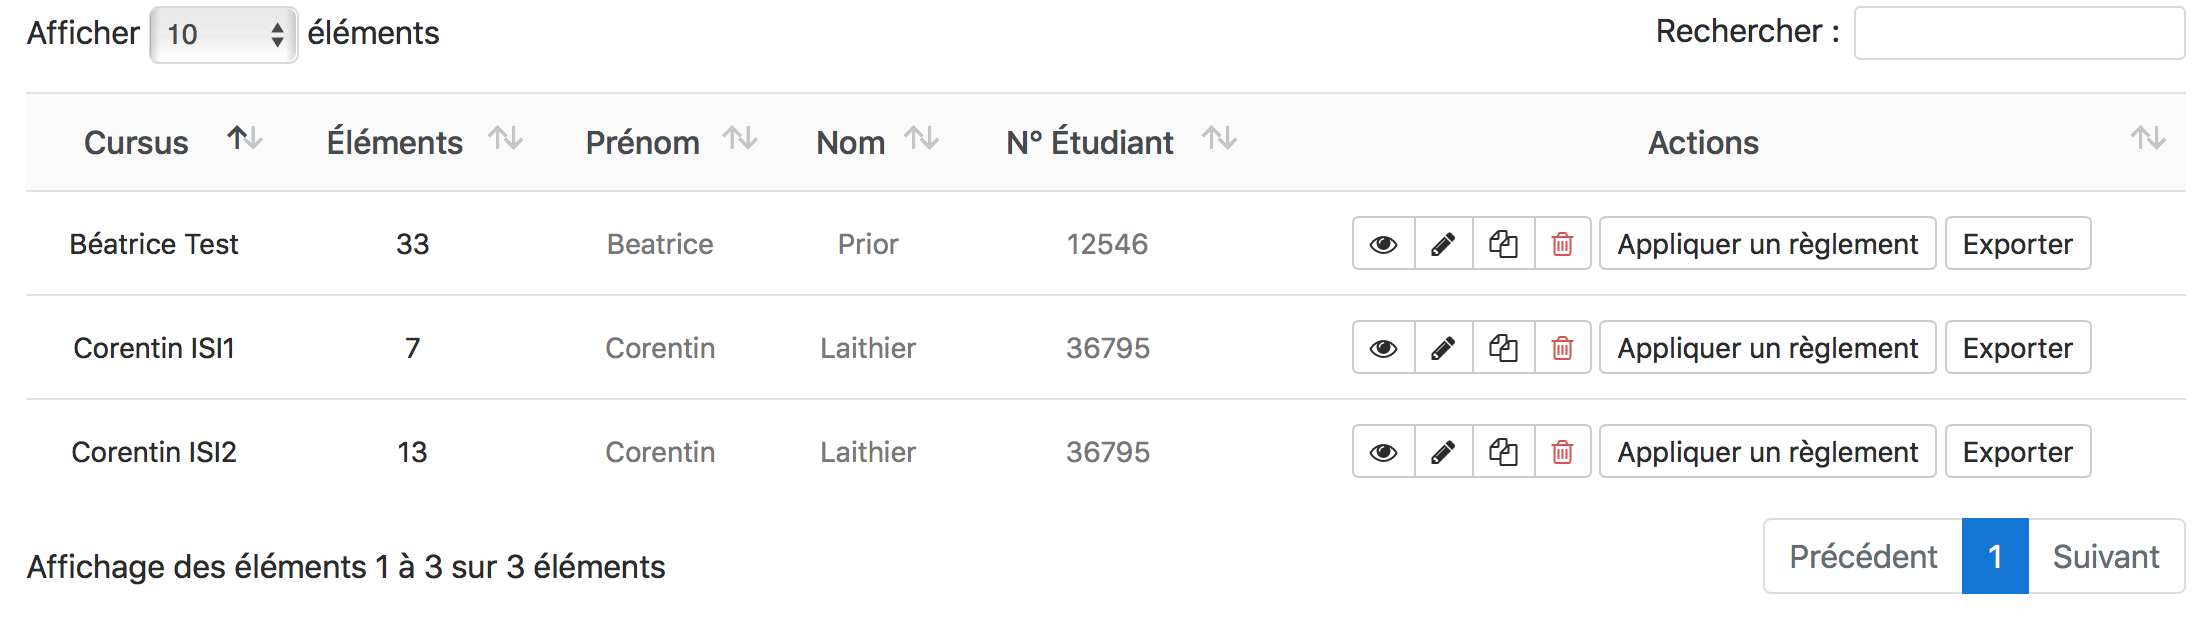 Afficher 10 éléments Rechercher :
Cursus Éléments Prénom Nom N° Étudiant Actions
Béatrice Test 33 Beatrice Prior 12546 Appliquer un règlement Exporter
Corentin ISI1 7 Corentin Laithier 36795 Appliquer un règlement Exporter
Corentin ISI2 13 Corentin Laithier 36795 Appliquer un règlement Exporter
Affichage des éléments 1 à 3 sur 3 éléments Précédent 1 Suivant